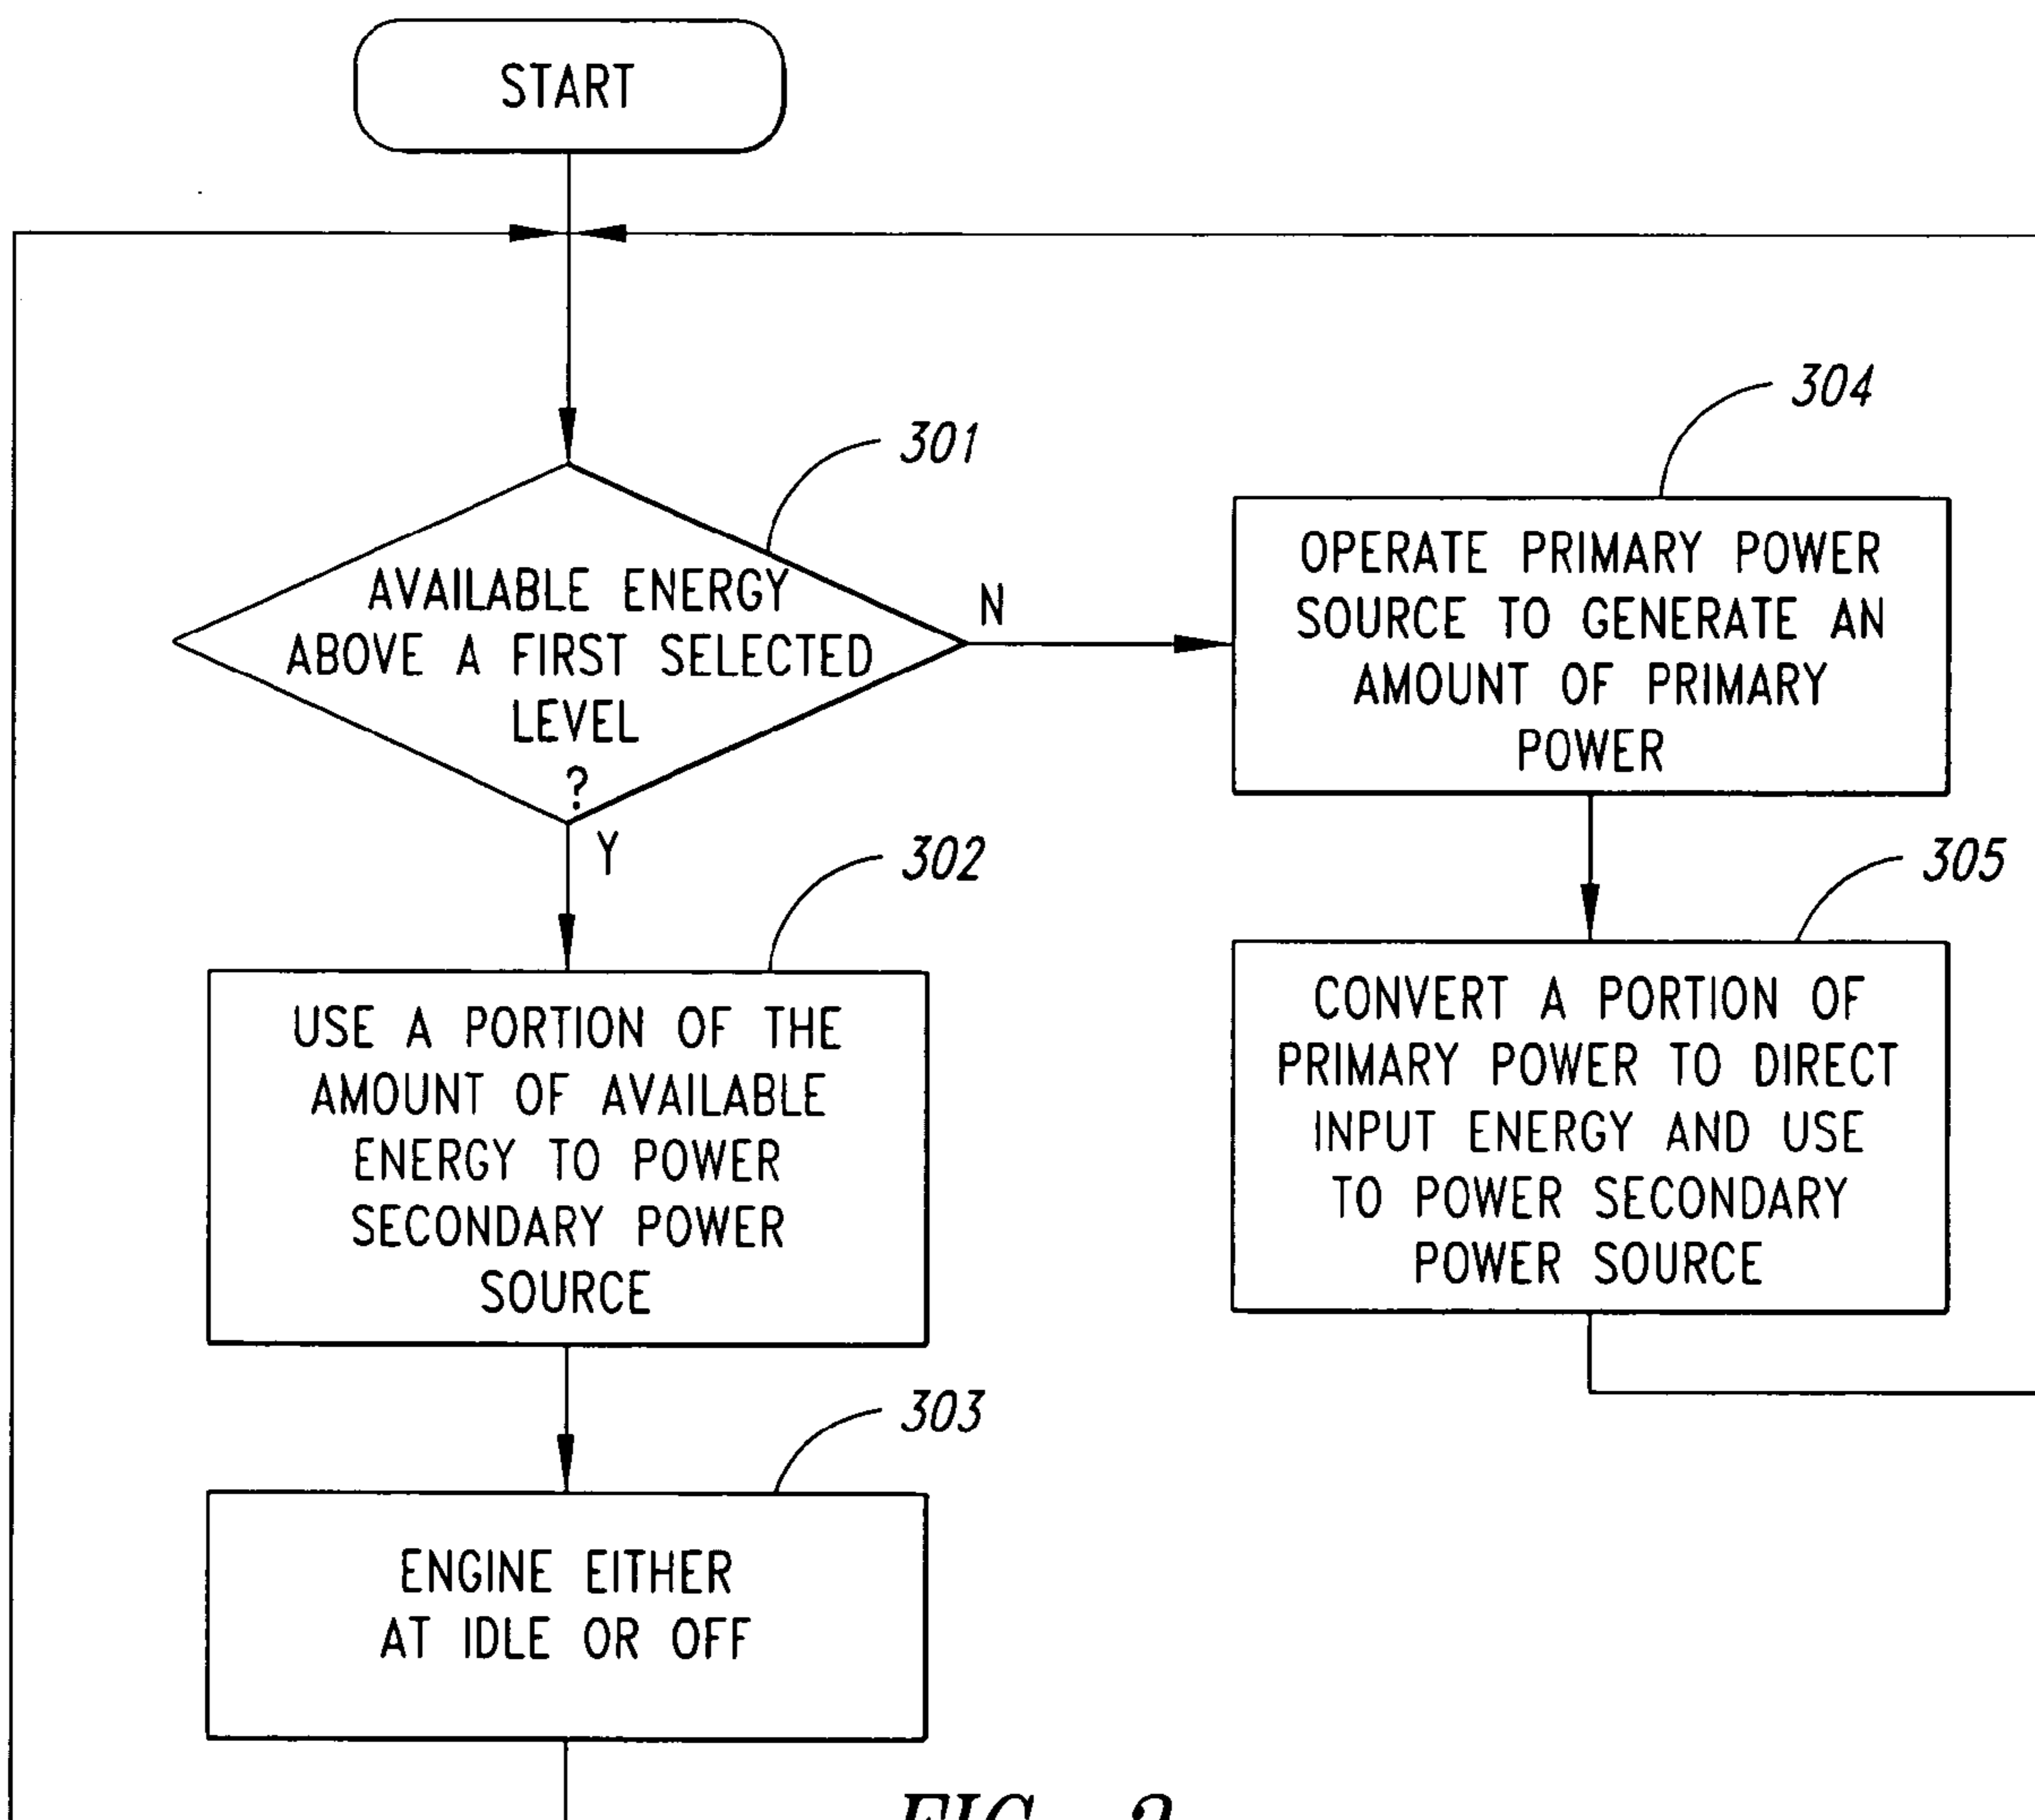 START
301
AVAILABLE ENERGY
ABOVE A FIRST SELECTED
LEVEL
?
N
Y
304
OPERATE PRIMARY POWER
SOURCE TO GENERATE AN
AMOUNT OF PRIMARY
POWER
302
USE A PORTION OF THE
AMOUNT OF AVAILABLE
ENERGY TO POWER
SECONDARY POWER
SOURCE
305
CONVERT A PORTION OF
PRIMARY POWER TO DIRECT
INPUT ENERGY AND USE
TO POWER SECONDARY
POWER SOURCE
303
ENGINE EITHER
AT IDLE OR OFF